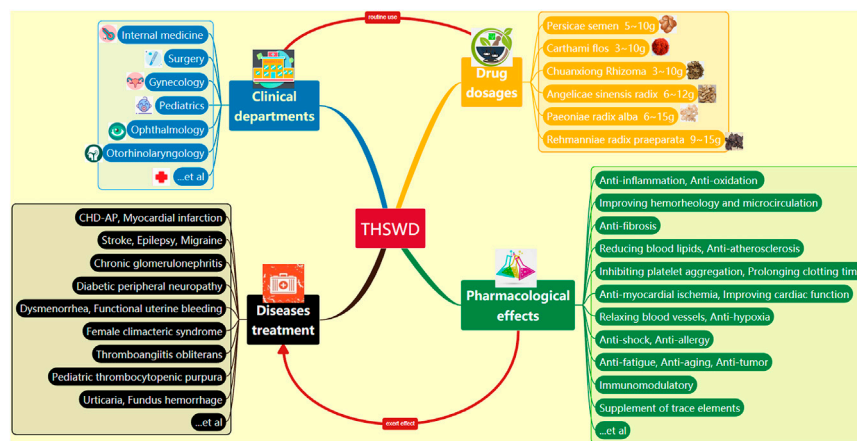 routine use
Internal medicine
Surgery
Gynecology
Pediatrics
Ophthalmology
Otorhinolaryngology
...et al
Clinical
departments
Drug
dosages
Persicae semen 5~10g
Carthami flos 3~10g
Chuanxiong Rhizoma 3~10g
Angelicae sinensis radix 6~12g
Paeoniae radix alba 6~15g
Rehmanniae radix praeparata 9~15g
THSWD
CHD-AP, Myocardial infarction
Stroke, Epilepsy, Migraine
Chronic glomerulonephritis
Diabetic peripheral neuropathy
Dysmenorrhea, Functional uterine bleeding
Female climacteric syndrome
Thromboangiitis obliterans
Pediatric thrombocytopenic purpura
Urticaria, Fundus hemorrhage
...et al
Diseases
treatment
Pharmacological
effects
Anti-inflammation, Anti-oxidation
Improving hemorheology and microcirculation
Anti-fibrosis
Reducing blood lipids, Anti-atherosclerosis
Inhibiting platelet aggregation, Prolonging clotting tim
Anti-myocardial ischemia, Improving cardiac function
Relaxing blood vessels, Anti-hypoxia
Anti-shock, Anti-allergy
Anti-fatigue, Anti-aging, Anti-tumor
Immunomodulatory
Supplement of trace elements
...et al
exert effect